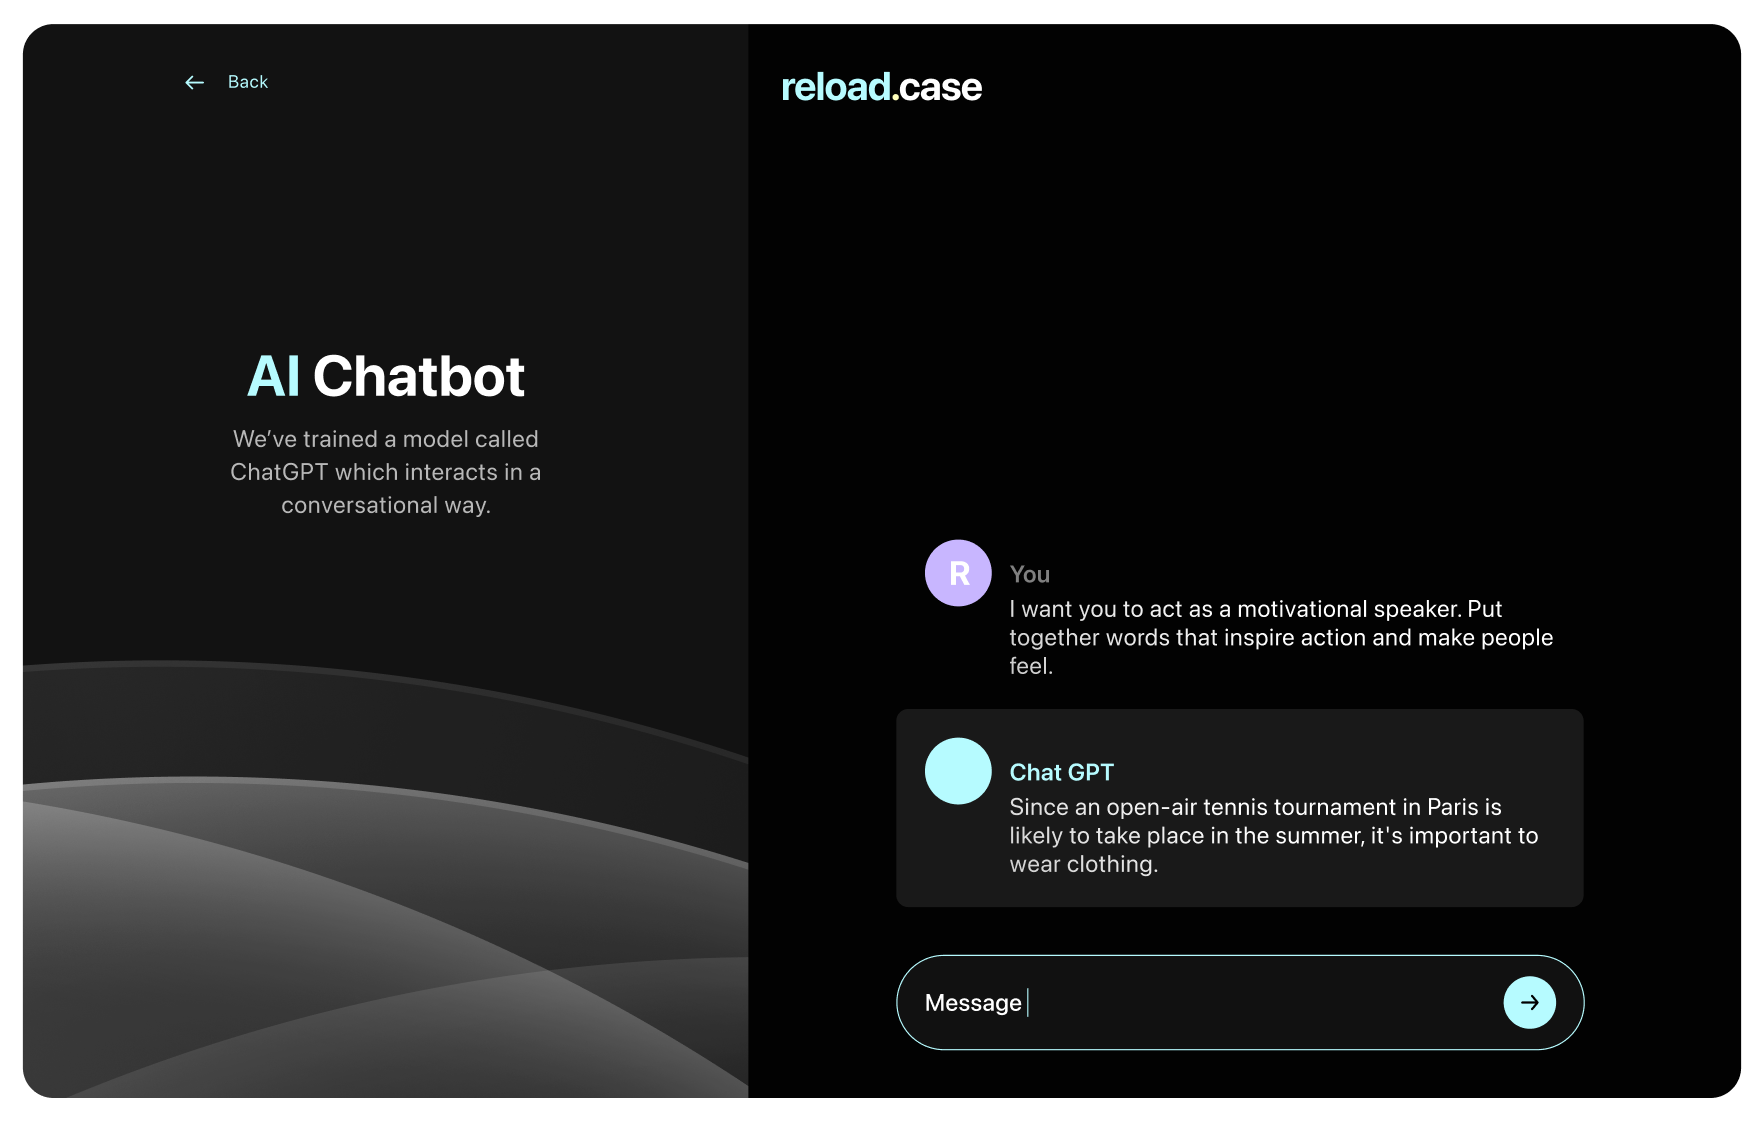 Back
AI Chatbot
We’ve trained a model called
ChatGPT which interacts in a
conversational way.
reload.case
R
You
I want you to act as a motivational speaker. Put
together words that inspire action and make people
feel.
Chat GPT
Since an open-air tennis tournament in Paris is
likely to take place in the summer, it's important to
wear clothing.
Message